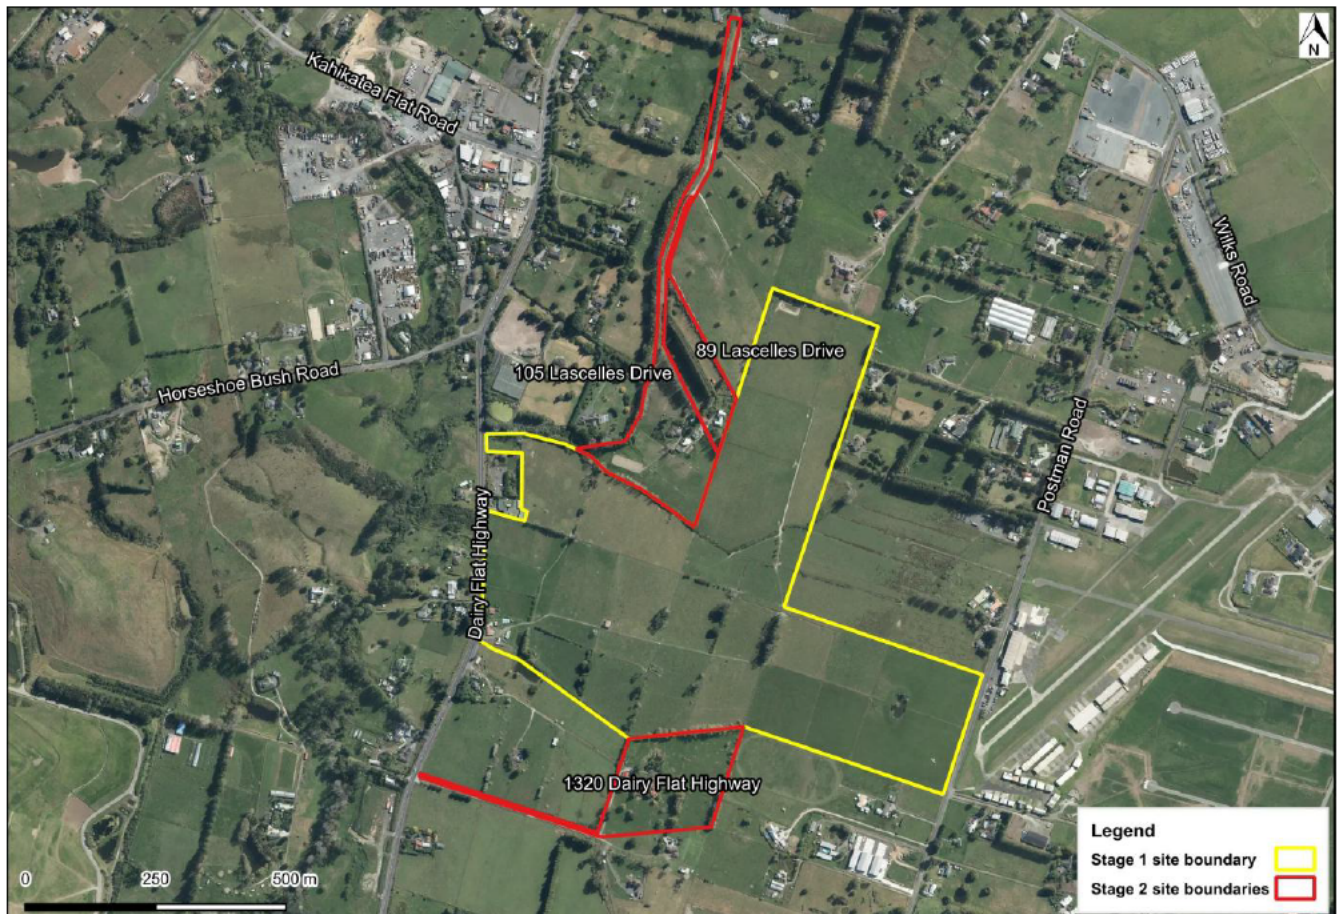 N
Kahikatea Flat Road
Wilks Road
89 Lascelles Drive
105 Lascelles Drive
Horseshoe Bush Road
Postman Road
Dairy Flat Highway
1320 Dairy Flat Highway
Legend
Stage 1 site boundary
Stage 2 site boundaries
0 250 500 m